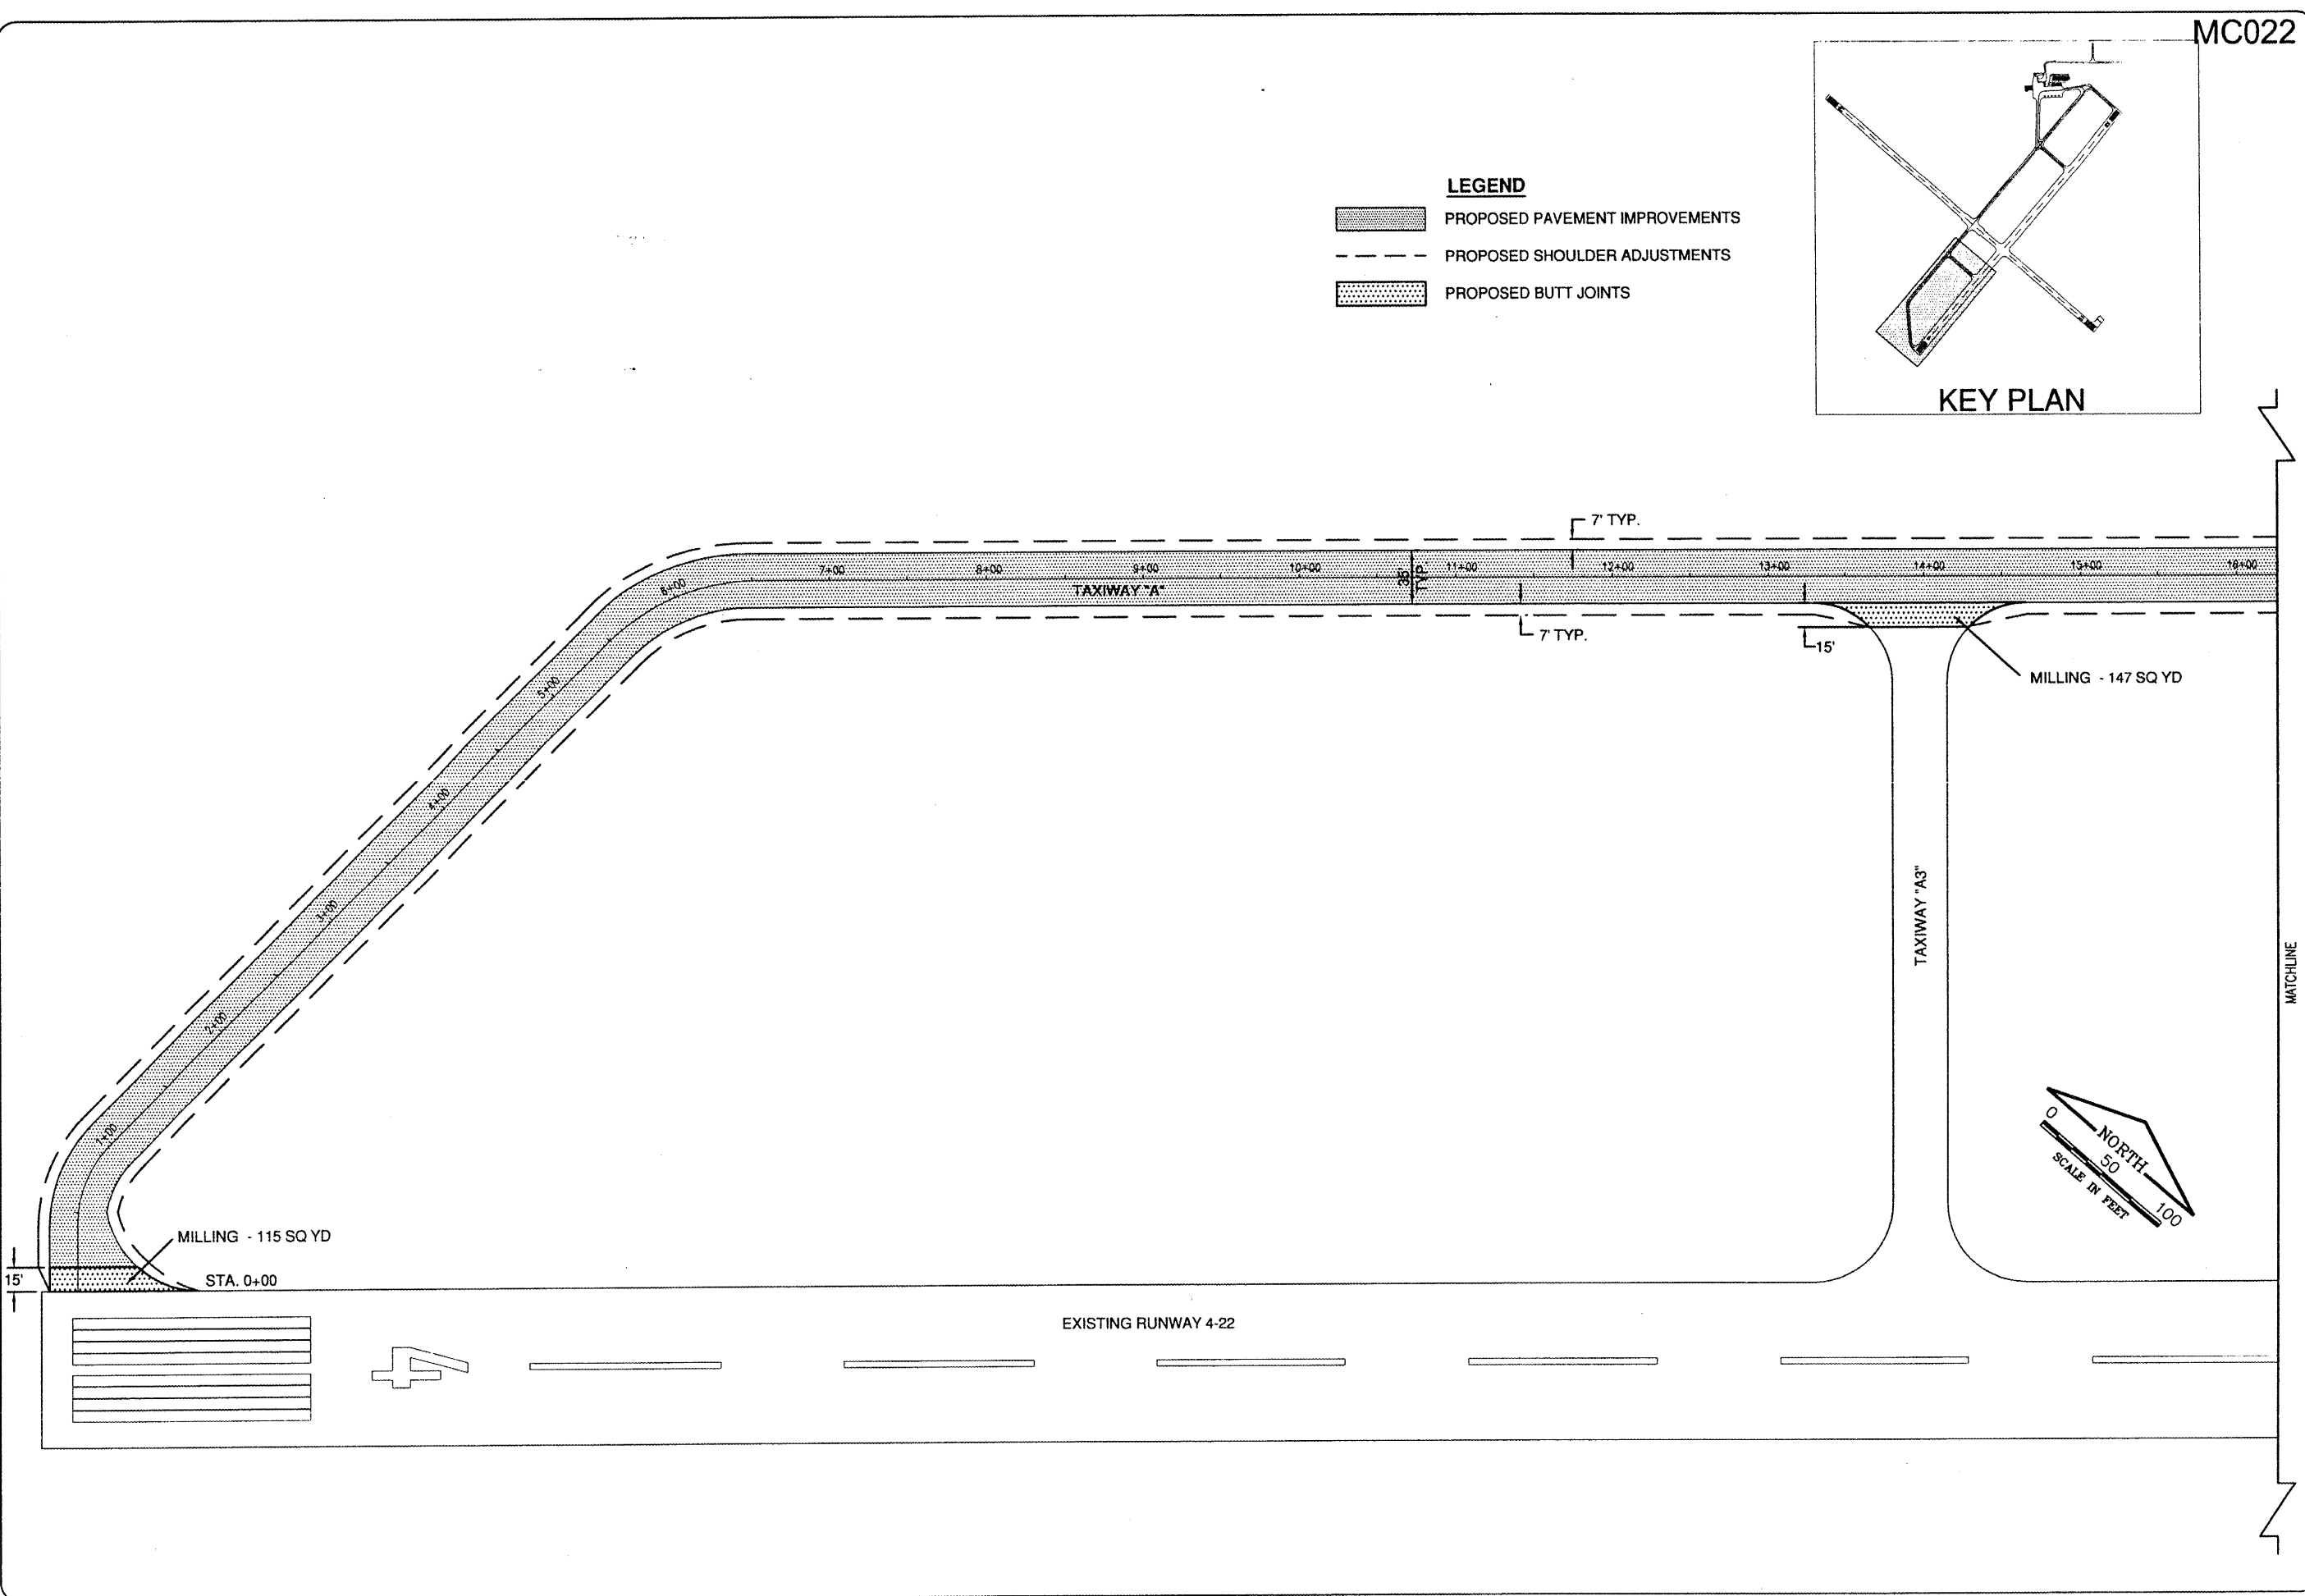 MC022
KEY PLAN
LEGEND
PROPOSED PAVEMENT IMPROVEMENTS
PROPOSED SHOULDER ADJUSTMENTS
PROPOSED BUTT JOINTS
7' TYP.
6+00
7+00
8+00
9+00
10+00
11+00
12+00
13+00
14+00
15+00
16+00
TAXIWAY "A"
35'
TYP
7' TYP.
15'
MILLING - 147 SQ YD
5+00
4+00
3+00
2+00
1+00
TAXIWAY "A3"
MATCHLINE
NORTH
0
50
100
SCALE IN FEET
MILLING - 115 SQ YD
15'
STA. 0+00
EXISTING RUNWAY 4-22
4